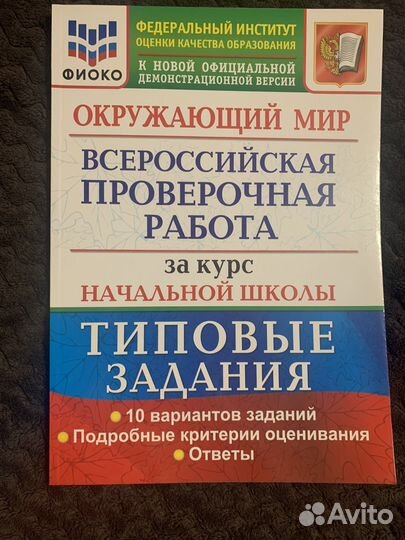 ФИОКО
ФЕДЕРАЛЬНЫЙ ИНСТИТУТ
ОЦЕНКИ КАЧЕСТВА ОБРАЗОВАНИЯ
К НОВОЙ ОФИЦИАЛЬНОЙ
ДЕМОНСТРАЦИОННОЙ ВЕРСИИ
ОКРУЖАЮЩИЙ МИР
ВСЕРОССИЙСКАЯ
ПРОВЕРОЧНАЯ
РАБОТА
за курс
НАЧАЛЬНОЙ ШКОЛЫ
ТИПОВЫЕ
ЗАДАНИЯ
10 вариантов заданий
Подробные критерии оценивания
Ответы
Avito